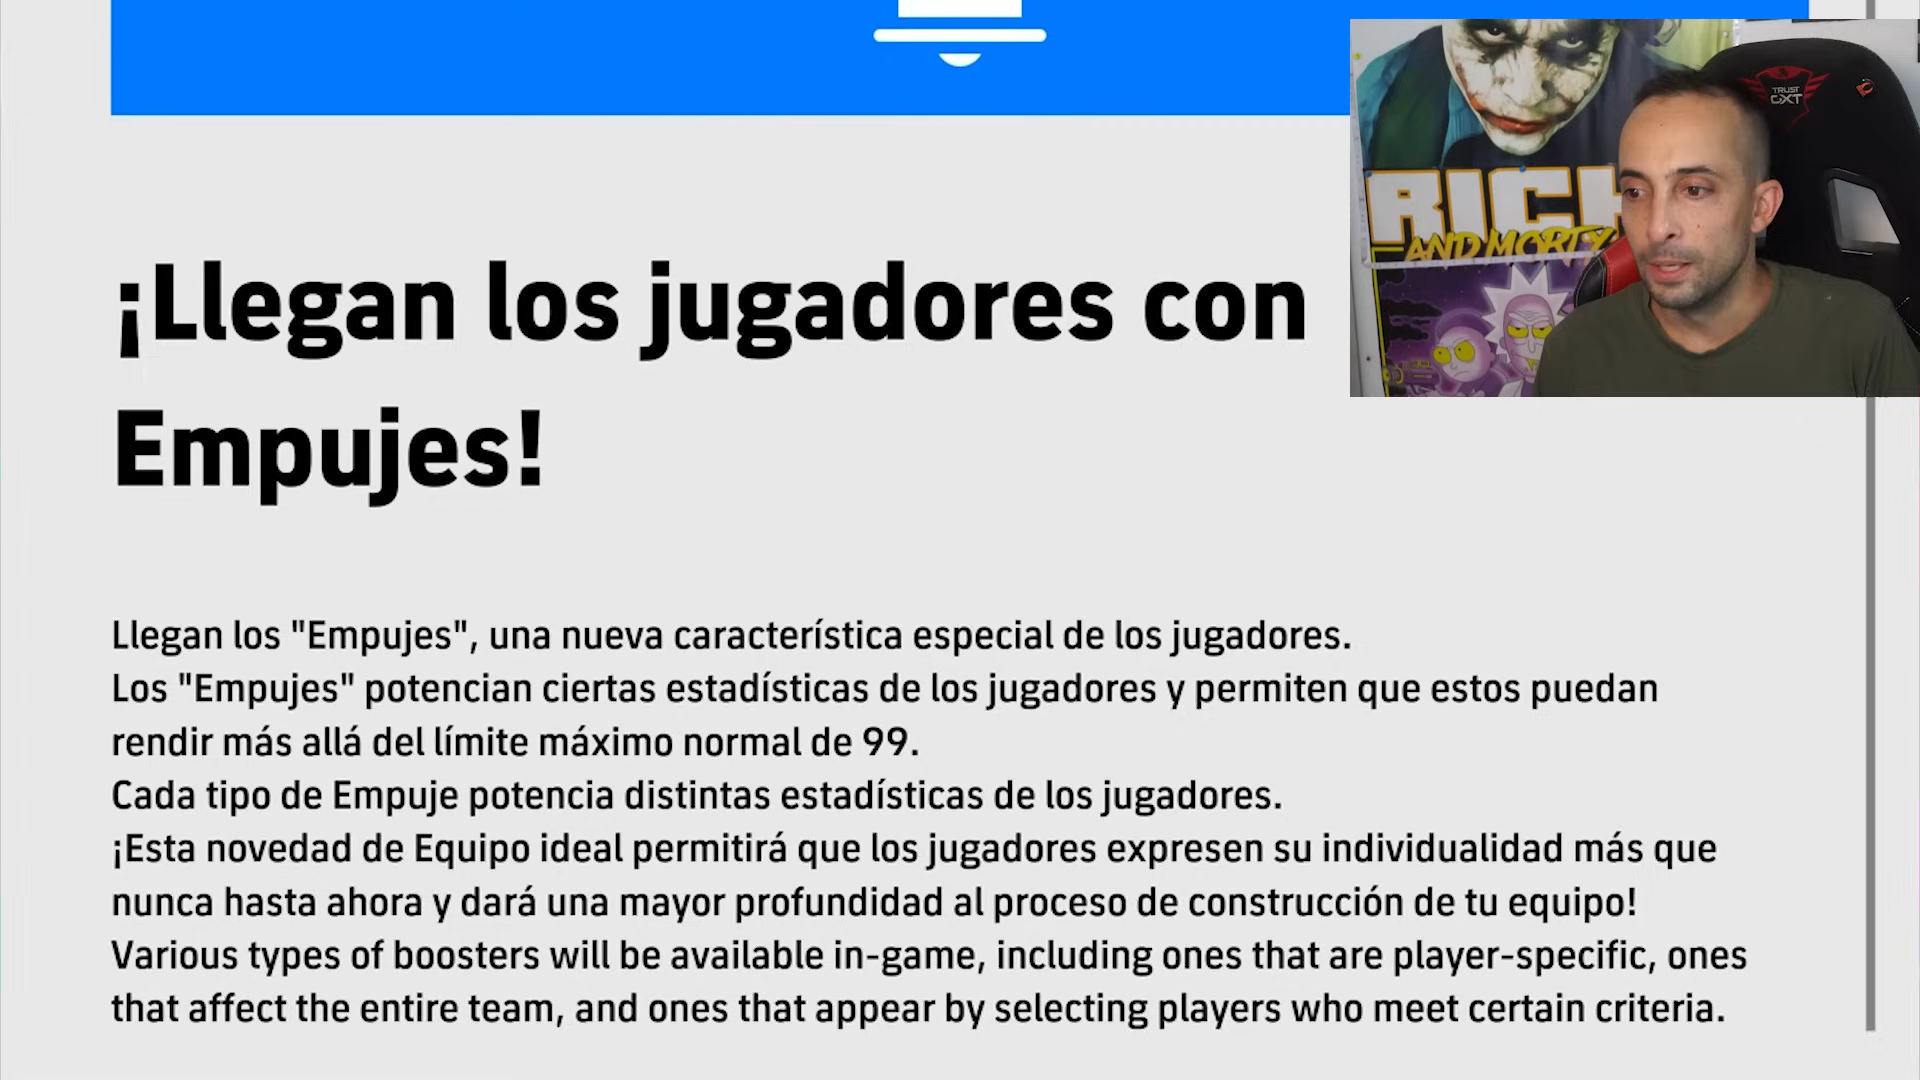 ¡Llegan los jugadores con
Empujes!
Llegan los "Empujes", una nueva característica especial de los jugadores.
Los "Empujes" potencian ciertas estadísticas de los jugadores y permiten que estos puedan
rendir más allá del límite máximo normal de 99.
Cada tipo de Empuje potencia distintas estadísticas de los jugadores.
¡Esta novedad de Equipo ideal permitirá que los jugadores expresen su individualidad más que
nunca hasta ahora y dará una mayor profundidad al proceso de construcción de tu equipo!
Various types of boosters will be available in-game, including ones that are player-specific, ones
that affect the entire team, and ones that appear by selecting players who meet certain criteria.
TRUST
GXT
RICK
AND MORTY